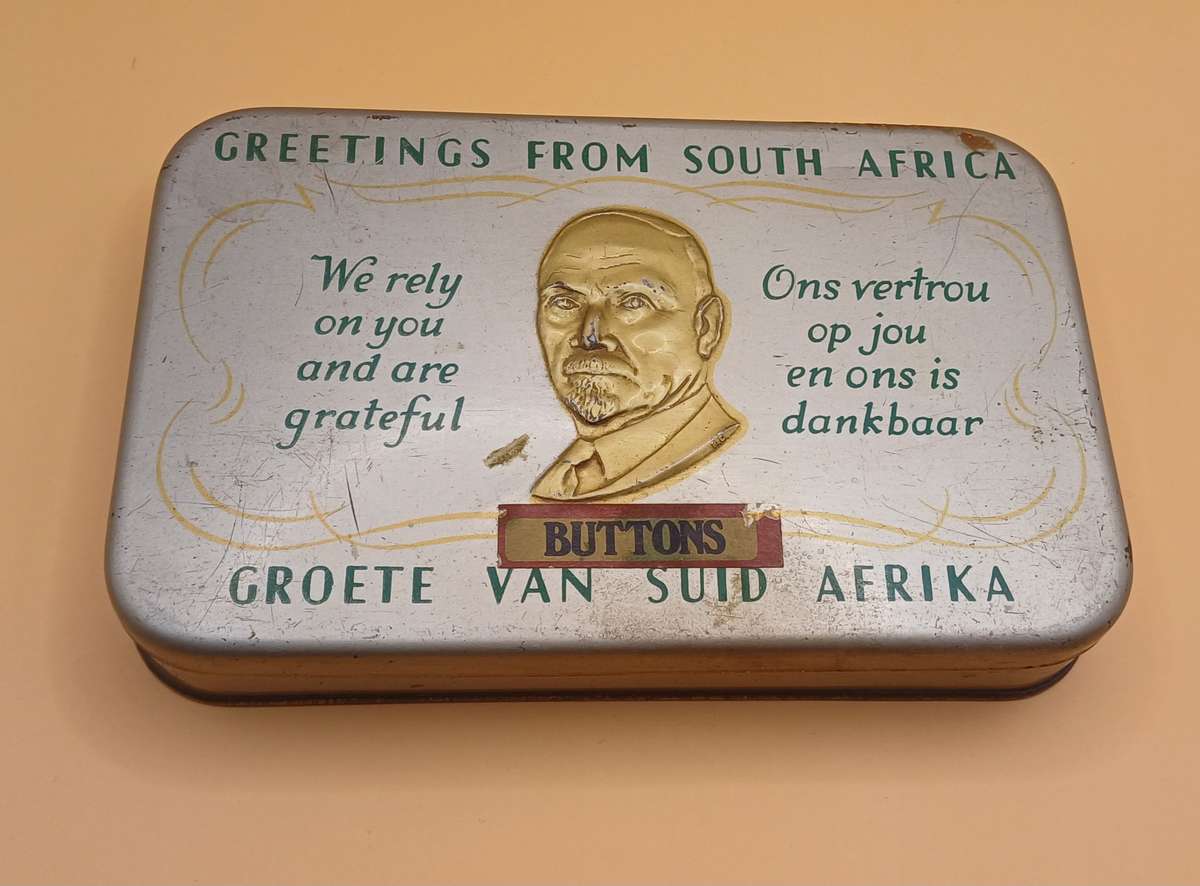 GREETINGS FROM SOUTH AFRICA
We rely
on you
and are
grateful
Ons vertrou
op jou
en ons is
dankbaar
BUTTONS
GROETE VAN SUID AFRIKA